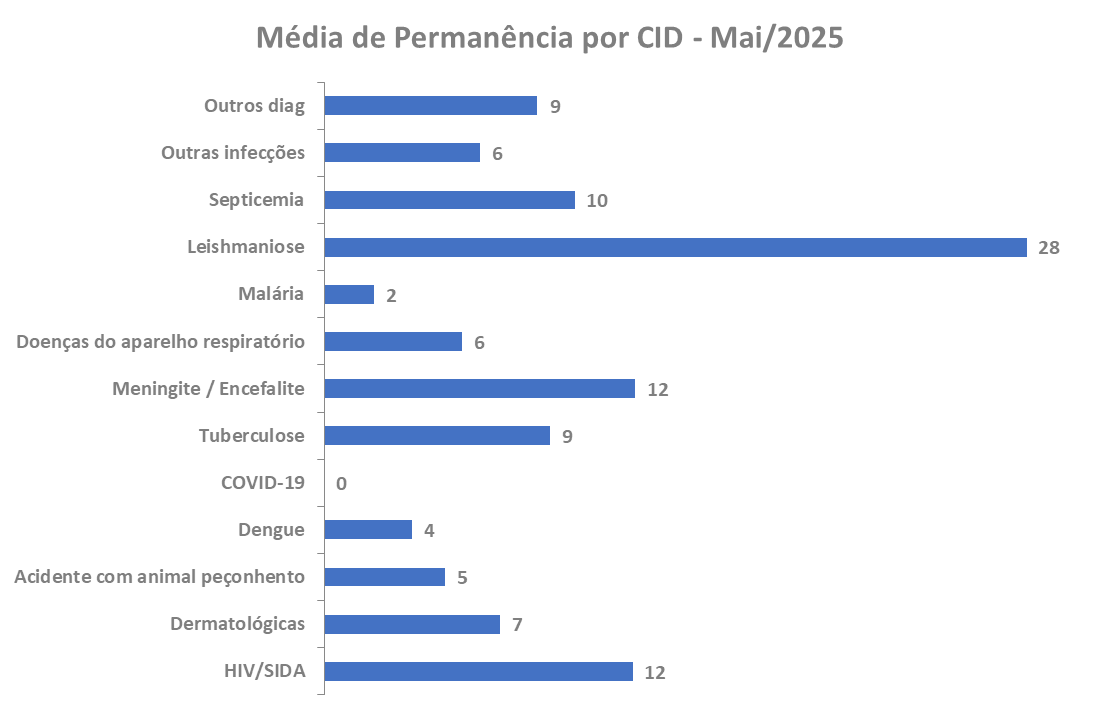 Média de Permanência por CID - Mai/2025
Outros diag 9
Outras infecções 6
Septicemia 10
Leishmaniose 28
Malária 2
Doenças do aparelho respiratório 6
Meningite / Encefalite 12
Tuberculose 9
COVID-19 0
Dengue 4
Acidente com animal peçonhento 5
Dermatológicas 7
HIV/SIDA 12